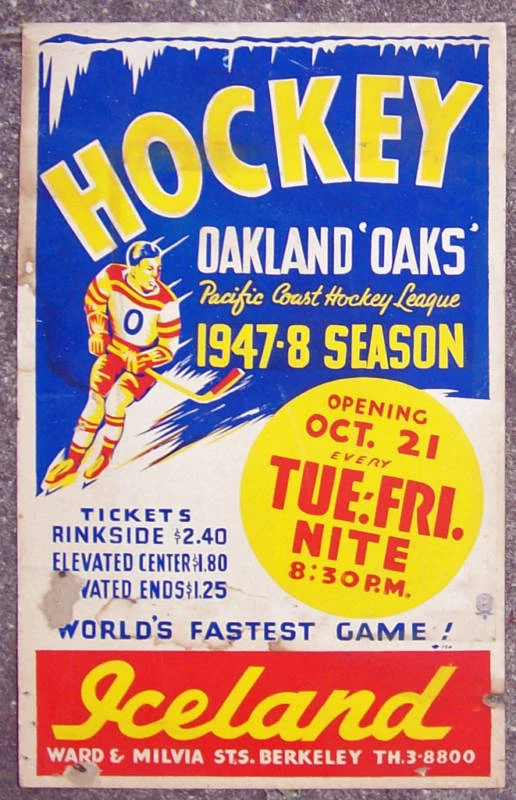 HOCKEY
OAKLAND 'OAKS'
Pacific Coast Hockey League
1947-8 SEASON
O
OPENING
OCT. 21
EVERY
TUE.·FRI.
NITE
8:30 P.M.
TICKETS
RINKSIDE $2.40
ELEVATED CENTER $1.80
VATED ENDS $1.25
WORLD'S FASTEST GAME!
Iceland
WARD & MILVIA STS. BERKELEY TH.3-8800